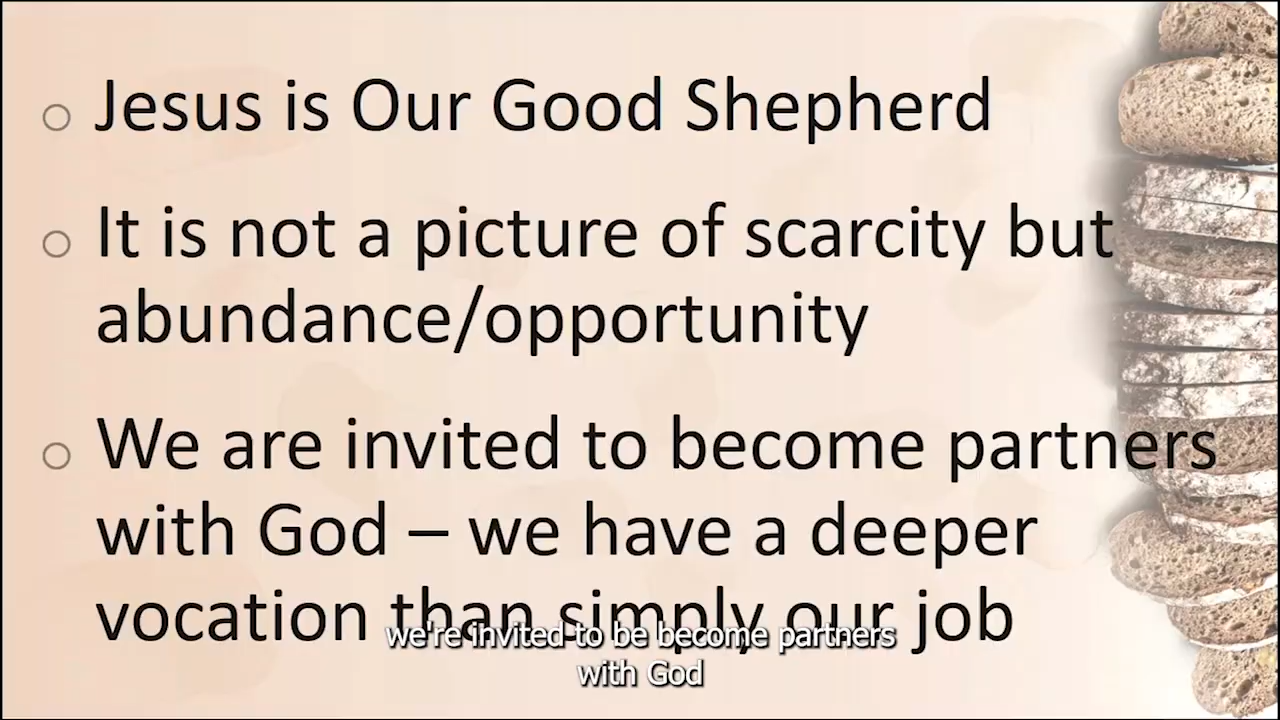 Jesus is Our Good Shepherd
It is not a picture of scarcity but
abundance/opportunity
We are invited to become partners
with God – we have a deeper
vocation than simply our job
we're invited to be become partners
with God